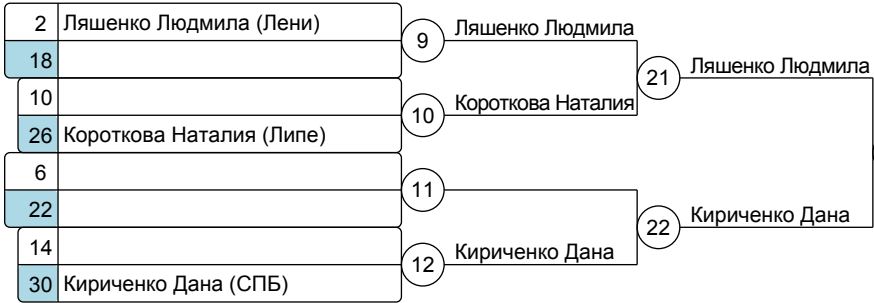 2 Ляшенко Людмила (Лени)
18
9 Ляшенко Людмила
10
26 Короткова Наталия (Липе)
10 Короткова Наталия
21 Ляшенко Людмила
6
22
11
14
30 Кириченко Дана (СПБ)
12 Кириченко Дана
22 Кириченко Дана